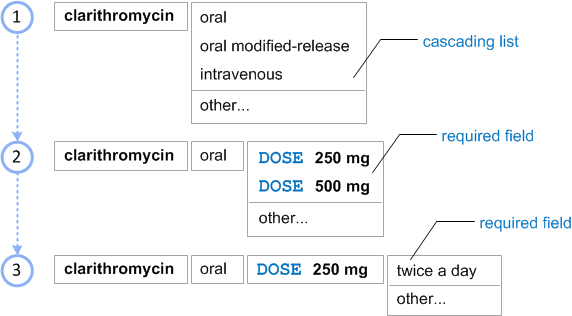 1
clarithromycin
oral
oral modified-release
intravenous
other...
cascading list
2
clarithromycin
oral
DOSE 250 mg
DOSE 500 mg
other...
required field
3
clarithromycin
oral
DOSE 250 mg
twice a day
other...
required field